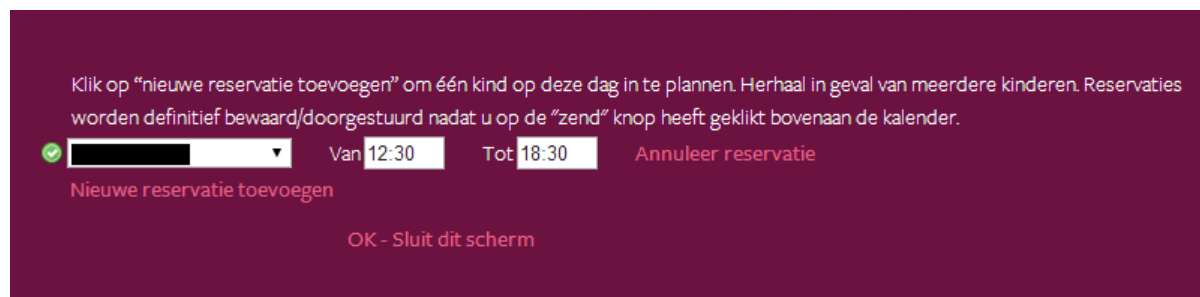 Klik op “nieuwe reservatie toevoegen” om één kind op deze dag in te plannen. Herhaal in geval van meerdere kinderen. Reservaties
worden definitief bewaard/doorgestuurd nadat u op de "zend" knop heeft geklikt bovenaan de kalender.
Van 12:30 Tot 18:30 Annuleer reservatie
Nieuwe reservatie toevoegen
OK - Sluit dit scherm